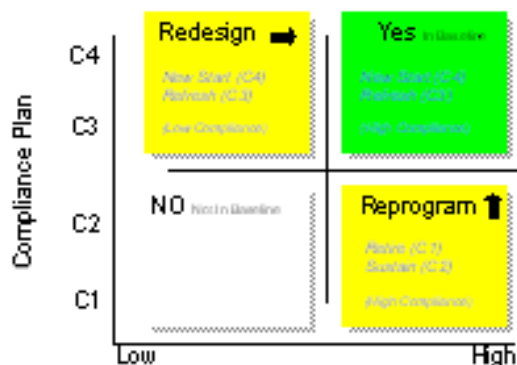 Redesign
New Start (C4)
Refresh (C3)
(Low Compliance)
Yes In Baseline
New Start (C4)
Refresh (C3)
(High Compliance)
NO Not In Baseline
Reprogram
Retire (C1)
Sustain (C2)
(High Compliance)
Compliance Plan
C4
C3
C2
C1
Low
High